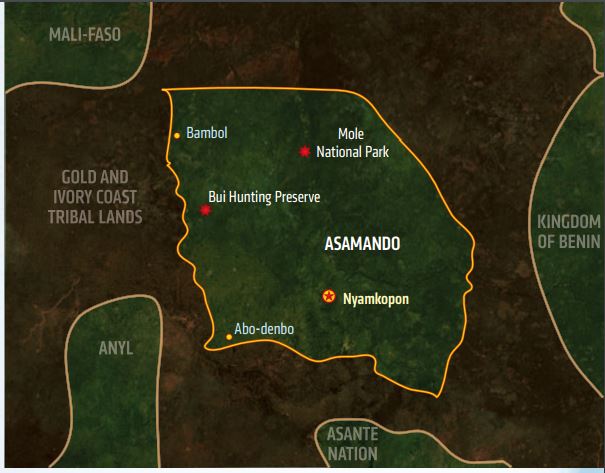 MALI-FASO
Bambol
Mole
National Park
GOLD AND
IVORY COAST
TRIBAL LANDS
Bui Hunting Preserve
KINGDOM
OF BENIN
ASAMANDO
Nyamkopon
Abo-denbo
ANYL
ASANTE
NATION